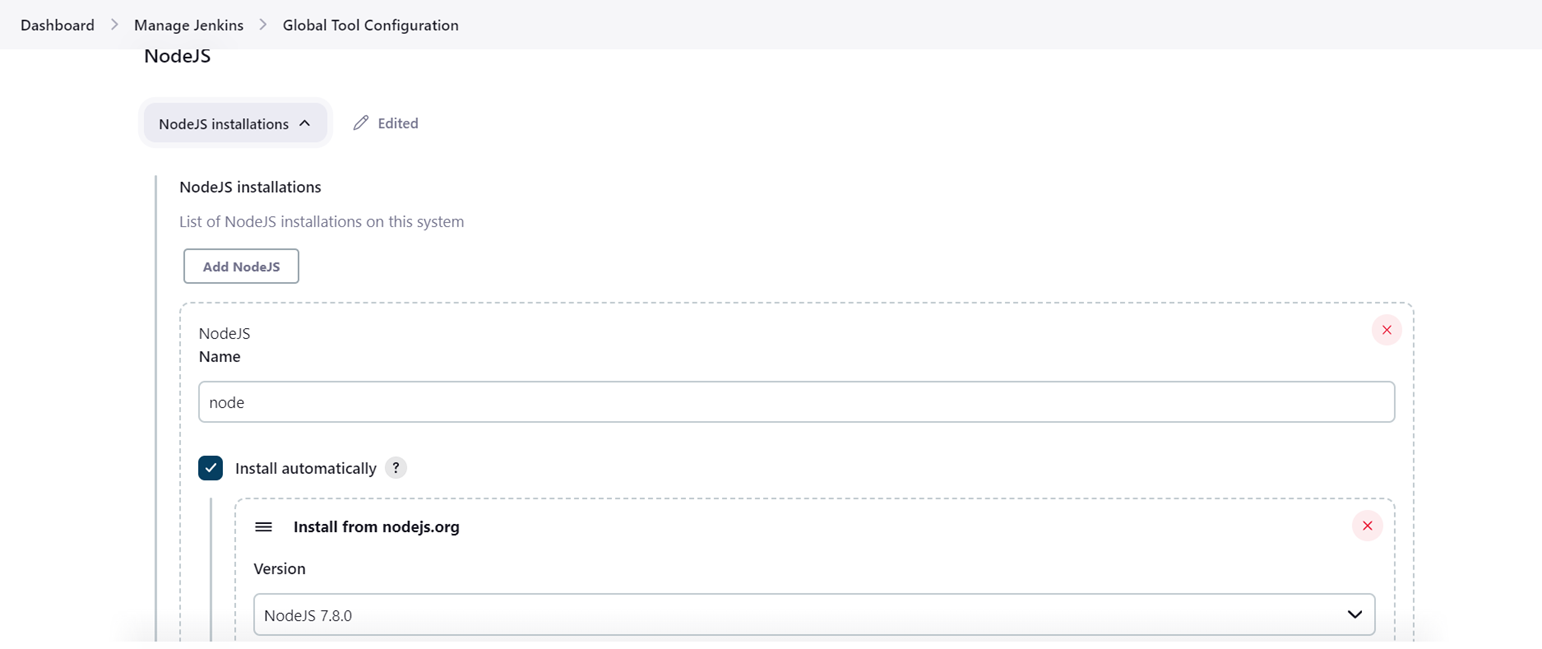 Dashboard > Manage Jenkins > Global Tool Configuration
NodeJS
NodeJS installations Edited
NodeJS installations
List of NodeJS installations on this system
Add NodeJS
NodeJS
Name
node
Install automatically ?
Install from nodejs.org
Version
NodeJS 7.8.0